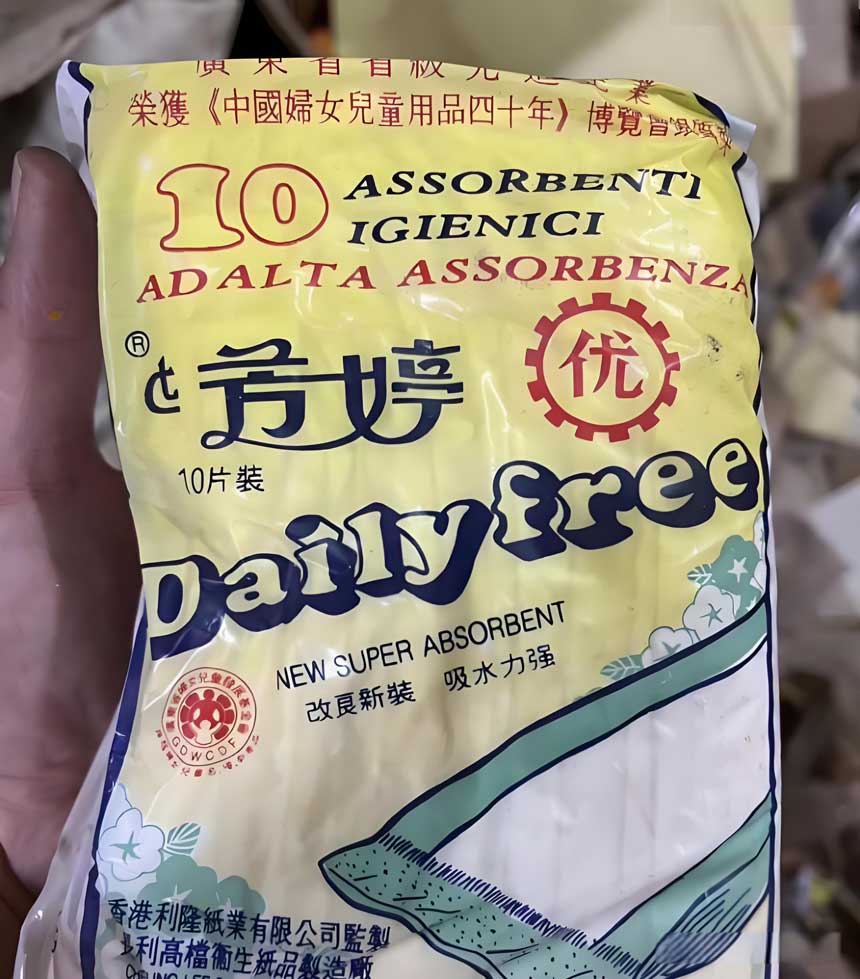 廣東省省級先進企業
榮獲《中國婦女兒童用品四十年》博覽會銀獎
10 ASSORBENTI
IGIENICI
AD ALTA ASSORBENZA
®
芳婷
优
10片裝
Dailyfree
NEW SUPER ABSORBENT
改良新裝 吸水力强
GDWCDF
香港利隆紙業有限公司監製
利高檔衞生紙品製造廠